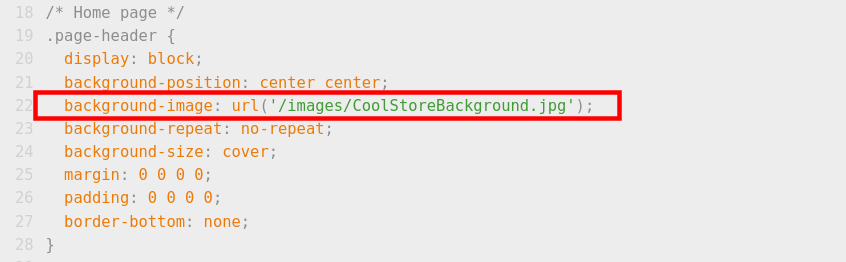 18 /* Home page */
19 .page-header {
20   display: block;
21   background-position: center center;
22   background-image: url('/images/CoolStoreBackground.jpg');
23   background-repeat: no-repeat;
24   background-size: cover;
25   margin: 0 0 0 0;
26   padding: 0 0 0 0;
27   border-bottom: none;
28 }